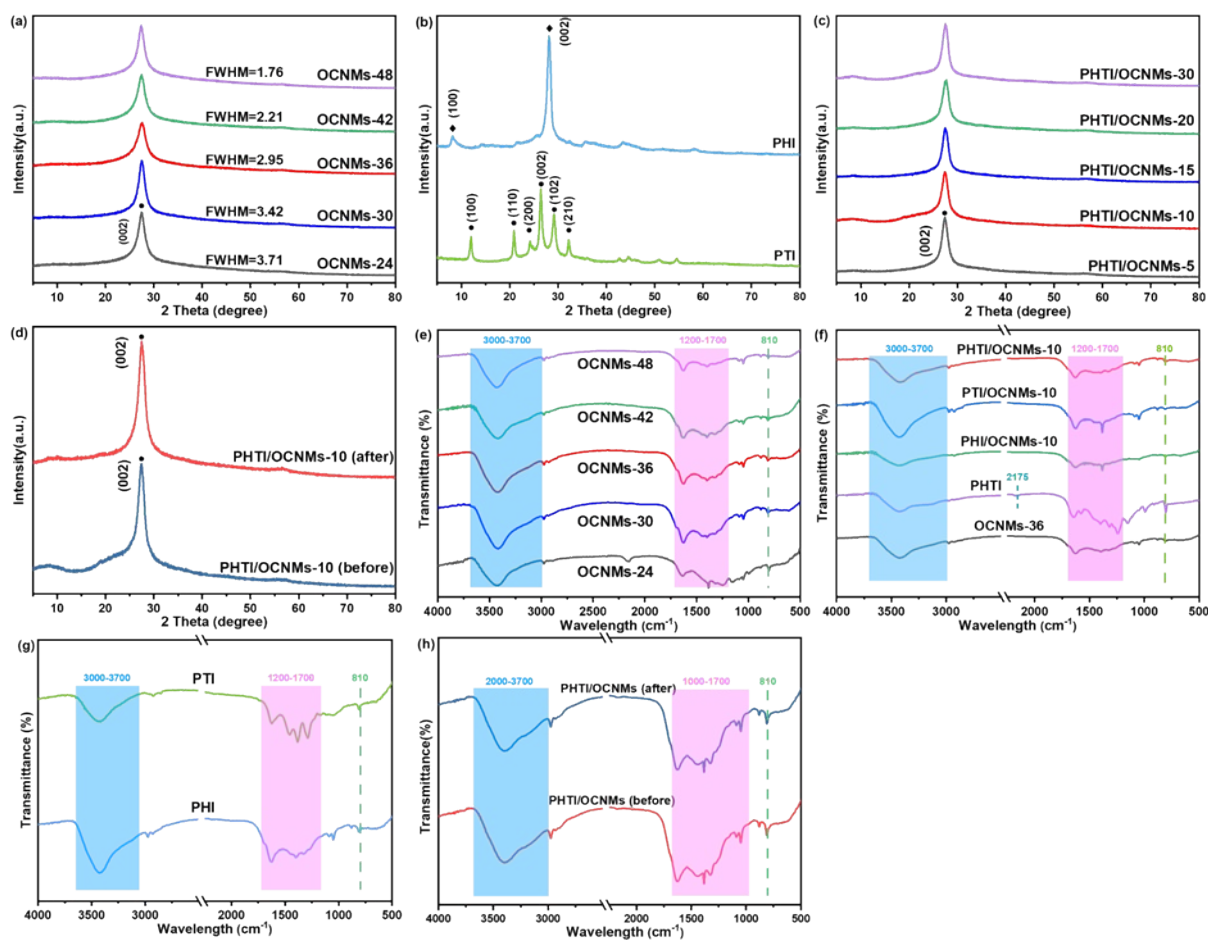 (a)
FWHM=1.76
OCNMs-48
FWHM=2.21
OCNMs-42
FWHM=2.95
OCNMs-36
FWHM=3.42
OCNMs-30
(002)
FWHM=3.71
OCNMs-24
Intensity(a.u.)
10 20 30 40 50 60 70 80
2 Theta (degree)
(b)
(002)
(100)
PHI
(100)
(110)
(200)
(002)
(102)
(210)
PTI
Intensity(a.u.)
10 20 30 40 50 60 70 80
2 Theta (degree)
(c)
PHTI/OCNMs-30
PHTI/OCNMs-20
PHTI/OCNMs-15
PHTI/OCNMs-10
(002)
PHTI/OCNMs-5
Intensity(a.u.)
10 20 30 40 50 60 70 80
2 Theta (degree)
(d)
(002)
PHTI/OCNMs-10 (after)
(002)
PHTI/OCNMs-10 (before)
Intensity(a.u.)
10 20 30 40 50 60 70 80
2 Theta (degree)
(e)
3000-3700
1200-1700
810
OCNMs-48
OCNMs-42
OCNMs-36
OCNMs-30
OCNMs-24
Transmittance (%)
4000 3500 3000 2500 2000 1500 1000 500
Wavelength (cm-1)
(f)
3000-3700
PHTI/OCNMs-10
1200-1700
810
PTI/OCNMs-10
PHI/OCNMs-10
PHTI
2175
OCNMs-36
Transmittance (%)
4000 3000 2000 1500 1000 500
Wavelength (cm-1)
(g)
3000-3700
PTI
1200-1700
810
PHI
Transmittance (%)
4000 3000 2000 1500 1000 500
Wavelength (cm-1)
(h)
2000-3700
PHTI/OCNMs (after)
1000-1700
810
PHTI/OCNMs (before)
Transmittance(%)
4000 3500 3000 2000 1500 1000 500
Wavelength (cm-1)